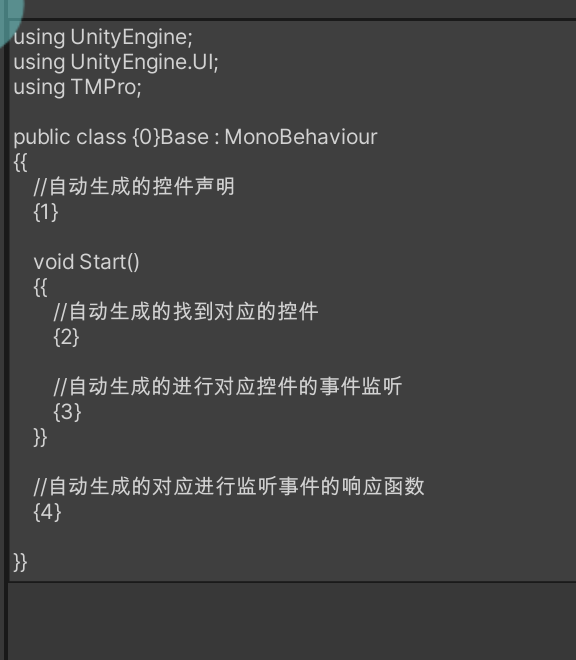 using UnityEngine;
using UnityEngine.UI;
using TMPro;
public class {0}Base : MonoBehaviour
{{
//自动生成的控件声明
{1}
void Start()
{{
//自动生成的找到对应的控件
{2}
//自动生成的进行对应控件的事件监听
{3}
}}
//自动生成的对应进行监听事件的响应函数
{4}
}}